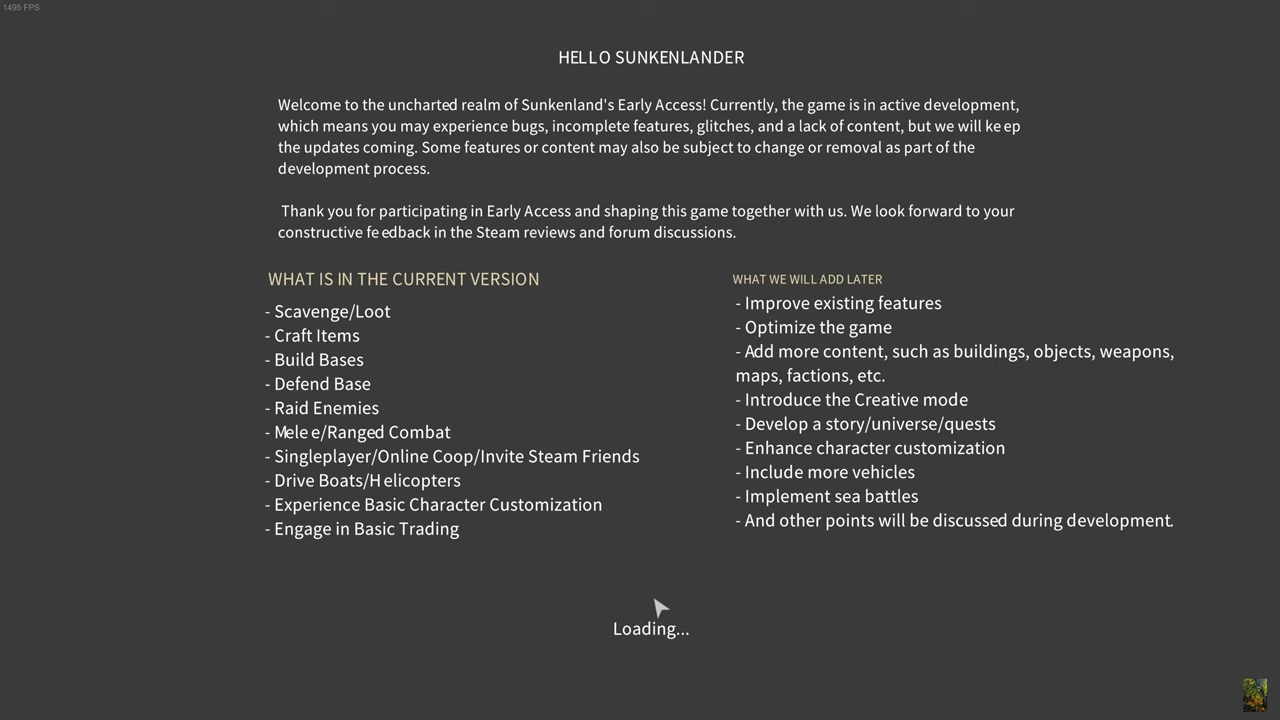 1495 FPS
HELLO SUNKENLANDER
Welcome to the uncharted realm of Sunkenland's Early Access! Currently, the game is in active development,
which means you may experience bugs, incomplete features, glitches, and a lack of content, but we will keep
the updates coming. Some features or content may also be subject to change or removal as part of the
development process.
Thank you for participating in Early Access and shaping this game together with us. We look forward to your
constructive feedback in the Steam reviews and forum discussions.
WHAT IS IN THE CURRENT VERSION
- Scavenge/Loot
- Craft Items
- Build Bases
- Defend Base
- Raid Enemies
- Melee/Ranged Combat
- Singleplayer/Online Coop/Invite Steam Friends
- Drive Boats/Helicopters
- Experience Basic Character Customization
- Engage in Basic Trading
WHAT WE WILL ADD LATER
- Improve existing features
- Optimize the game
- Add more content, such as buildings, objects, weapons,
maps, factions, etc.
- Introduce the Creative mode
- Develop a story/universe/quests
- Enhance character customization
- Include more vehicles
- Implement sea battles
- And other points will be discussed during development.
Loading...